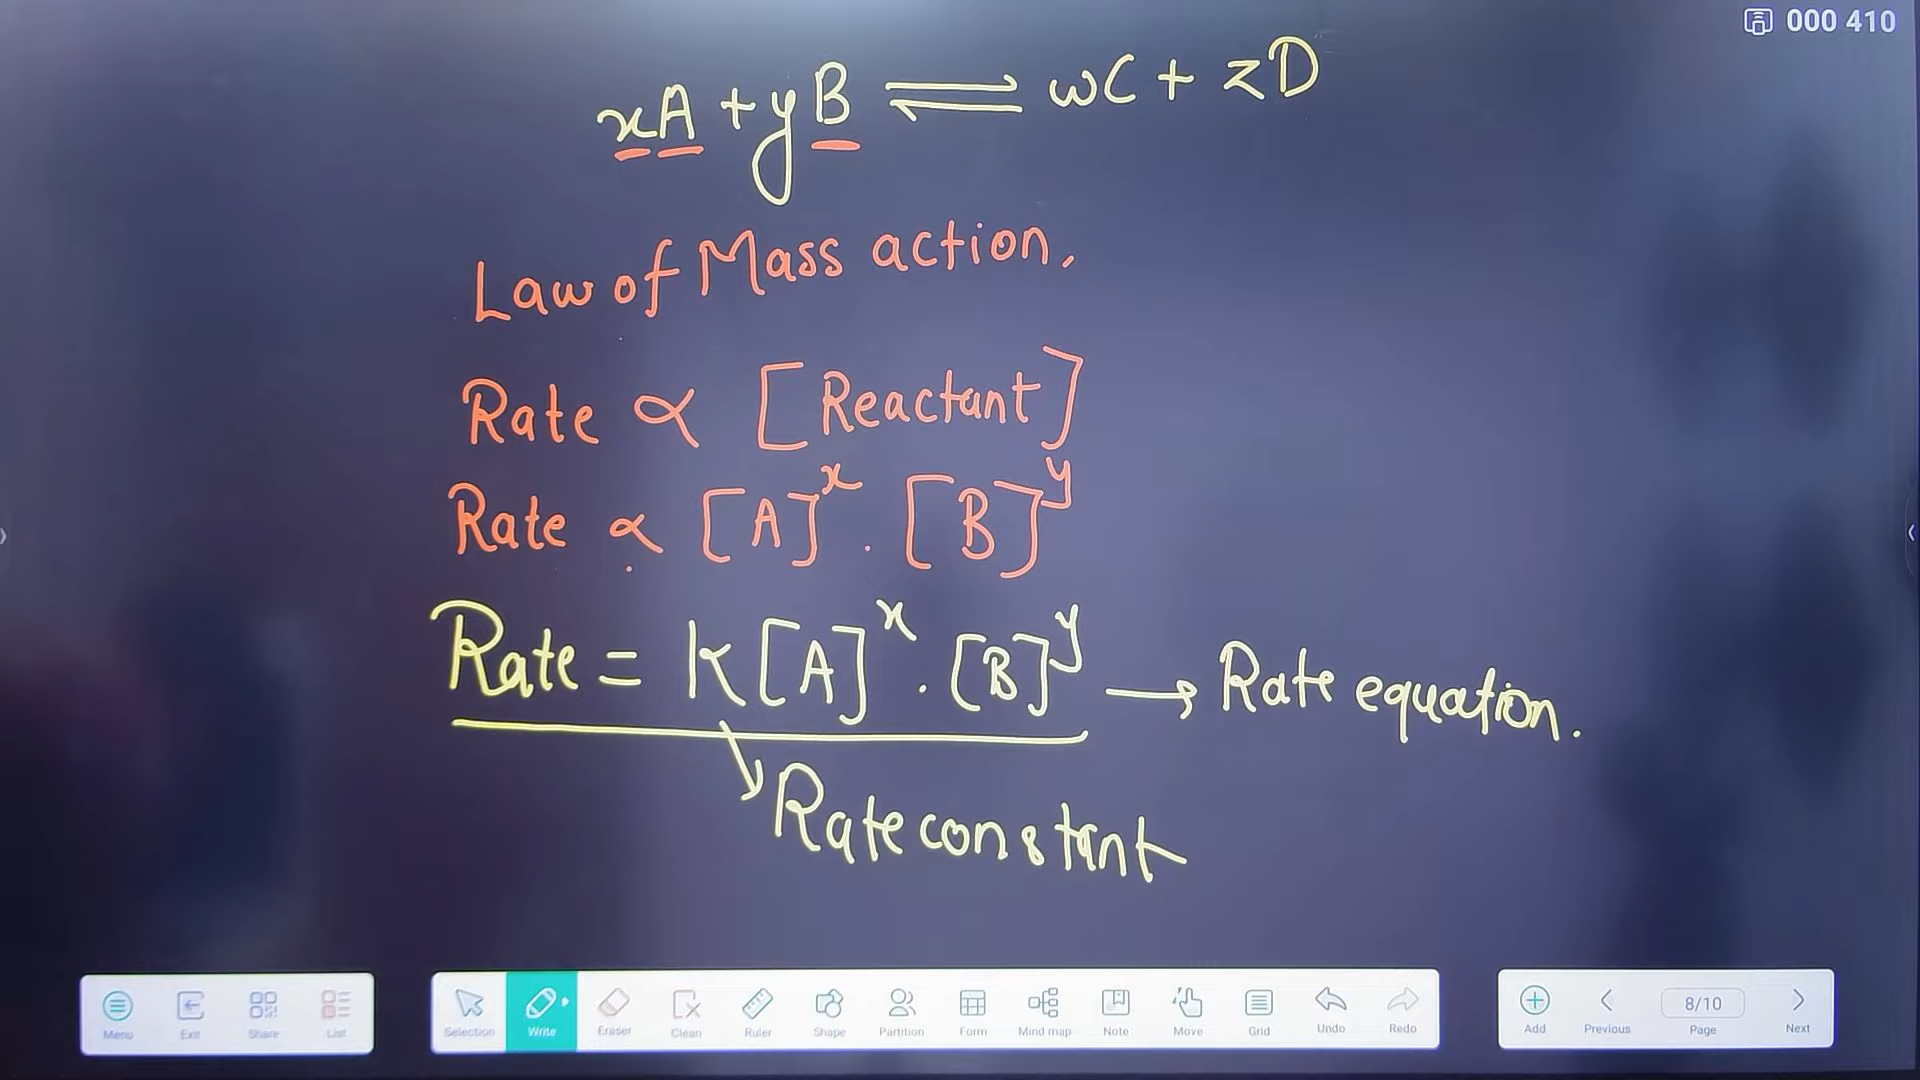 000 410
xA + yB ⇌ wC + zD
Law of Mass action.
Rate ∝ [Reactant]
Rate ∝ [A]^x . [B]^y
Rate = K[A]^x . [B]^y → Rate equation.
Rate constant
Menu Exit Share List Selection Write Eraser Clean Ruler Shape Partition Form Mind map Note Move Grid Undo Redo Add Previous 8/10 Page Next